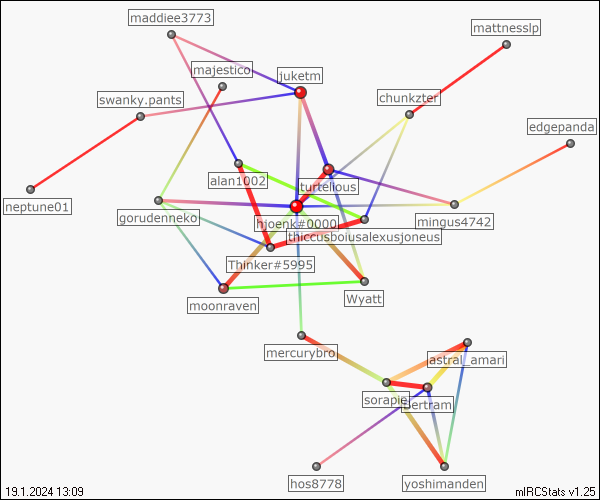 maddiee3773
mattnesslp
majestico
juketm
swanky.pants
chunkzter
edgepanda
alan1002
turtelious
neptune01
gorudenneko
hjoenk#0000
mingus4742
thiccusboiusalexusjoneus
Thinker#5995
moonraven
Wyatt
mercurybro
astral_amari
sorapie
Bertram
hos8778
yoshimanden
19.1.2024 13:09
mIRCStats v1.25